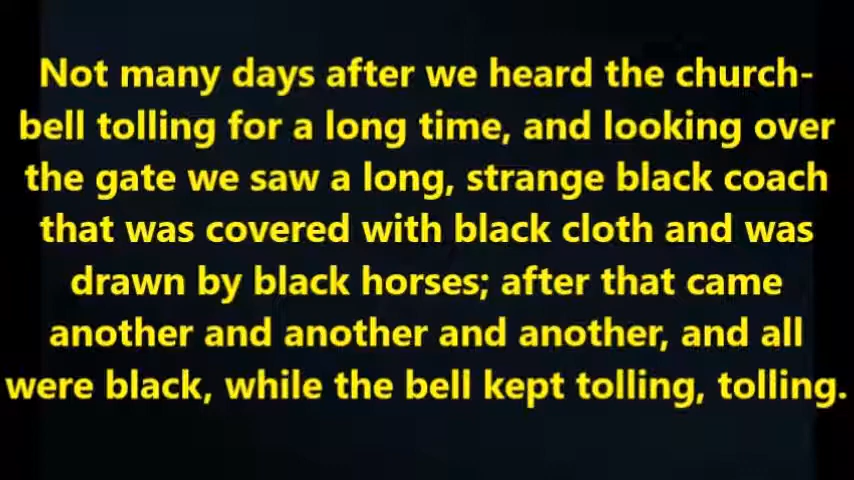 Not many days after we heard the church-
bell tolling for a long time, and looking over
the gate we saw a long, strange black coach
that was covered with black cloth and was
drawn by black horses; after that came
another and another and another, and all
were black, while the bell kept tolling, tolling.